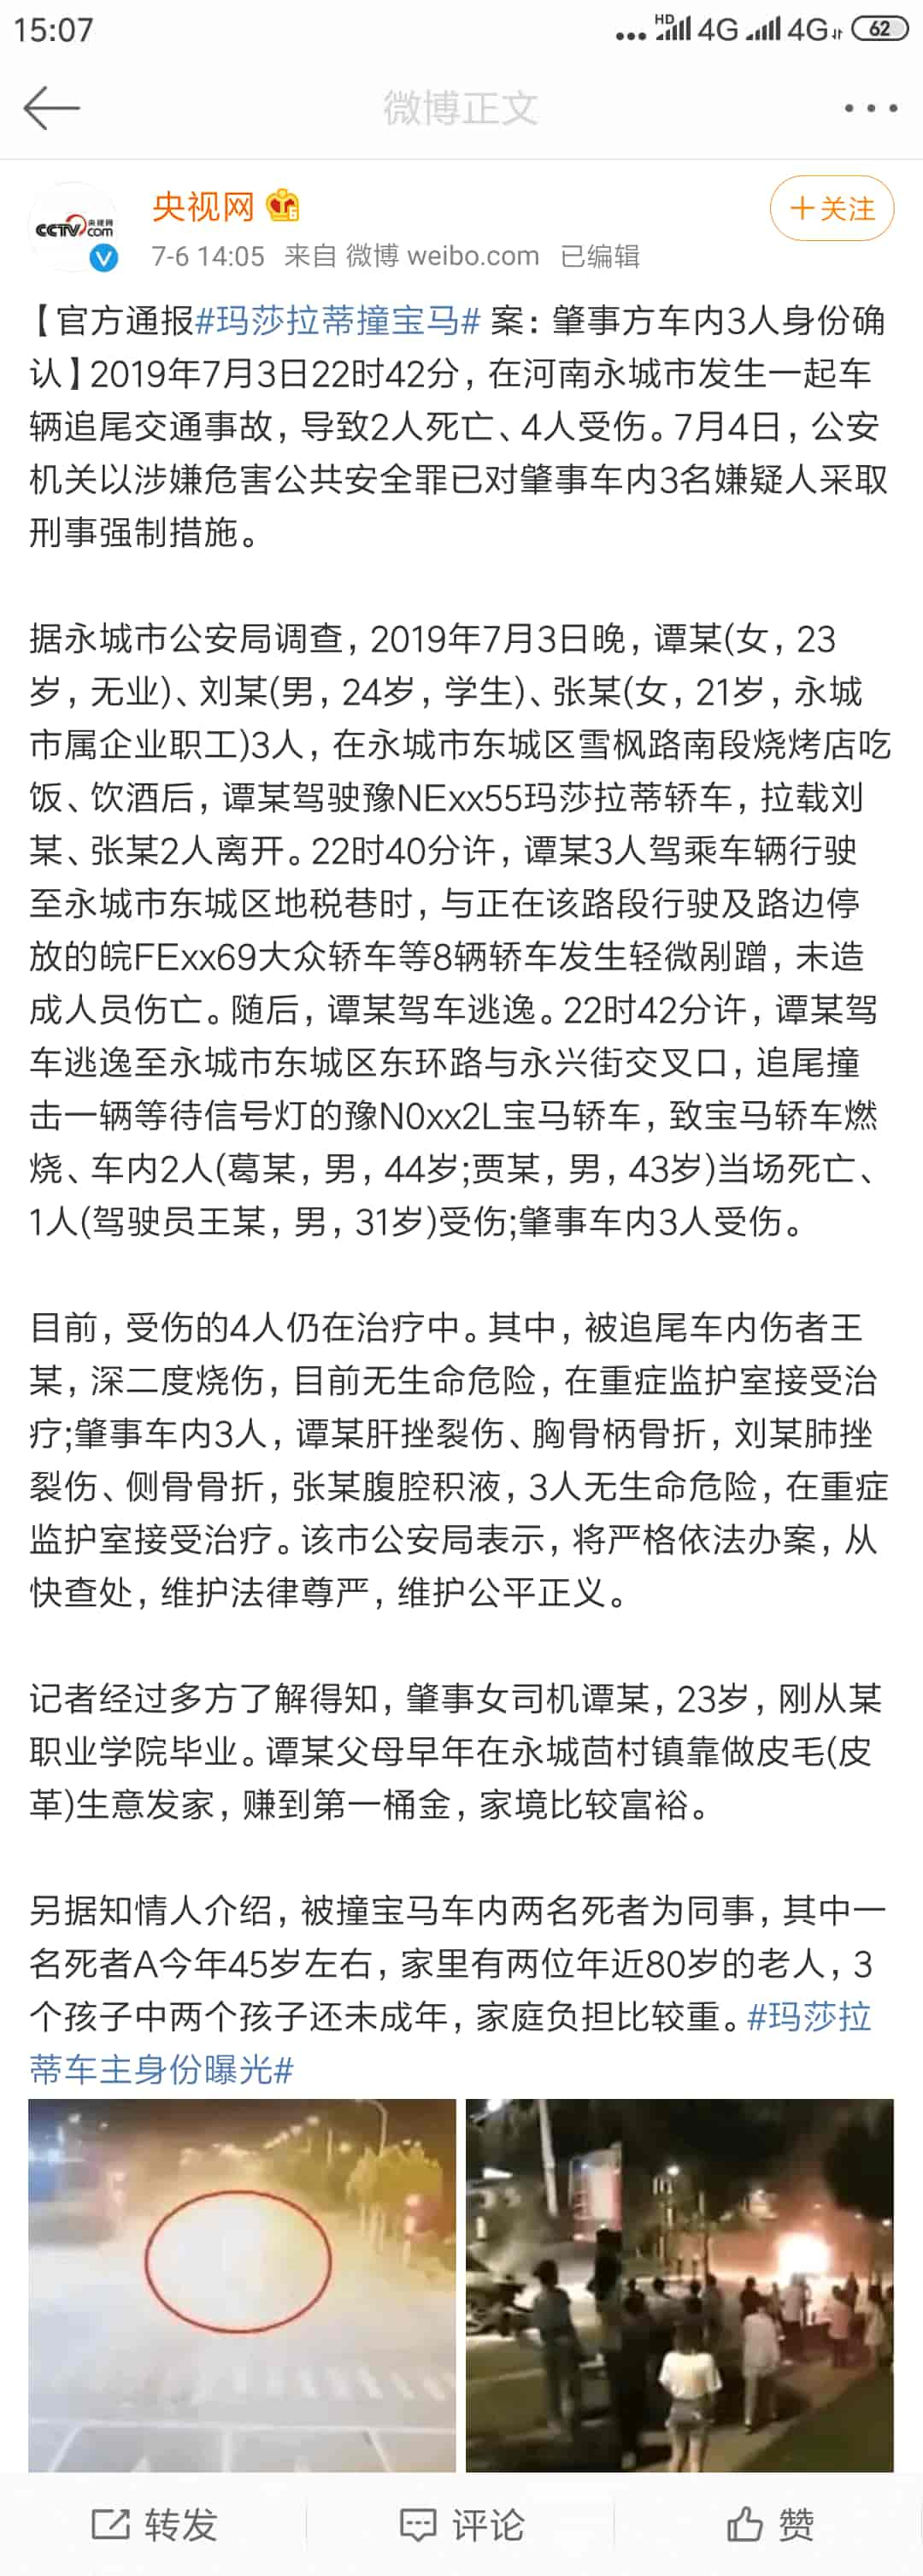 15:07
HD 4G 4G 62
微博正文
CCTV 央视网 com
央视网
+关注
7-6 14:05 来自 微博 weibo.com 已编辑
【官方通报#玛莎拉蒂撞宝马# 案：肇事方车内3人身份确
认】2019年7月3日22时42分，在河南永城市发生一起车
辆追尾交通事故，导致2人死亡、4人受伤。7月4日，公安
机关以涉嫌危害公共安全罪已对肇事车内3名嫌疑人采取
刑事强制措施。
据永城市公安局调查，2019年7月3日晚，谭某(女，23
岁，无业)、刘某(男，24岁，学生)、张某(女，21岁，永城
市属企业职工)3人，在永城市东城区雪枫路南段烧烤店吃
饭、饮酒后，谭某驾驶豫NExx55玛莎拉蒂轿车，拉载刘
某、张某2人离开。22时40分许，谭某3人驾乘车辆行驶
至永城市东城区地税巷时，与正在该路段行驶及路边停
放的皖FExx69大众轿车等8辆轿车发生轻微剐蹭，未造
成人员伤亡。随后，谭某驾车逃逸。22时42分许，谭某驾
车逃逸至永城市东城区东环路与永兴街交叉口，追尾撞
击一辆等待信号灯的豫N0xx2L宝马轿车，致宝马轿车燃
烧、车内2人(葛某，男，44岁;贾某，男，43岁)当场死亡、
1人(驾驶员王某，男，31岁)受伤;肇事车内3人受伤。
目前，受伤的4人仍在治疗中。其中，被追尾车内伤者王
某，深二度烧伤，目前无生命危险，在重症监护室接受治
疗;肇事车内3人，谭某肝挫裂伤、胸骨柄骨折，刘某肺挫
裂伤、侧骨骨折，张某腹腔积液，3人无生命危险，在重症
监护室接受治疗。该市公安局表示，将严格依法办案，从
快查处，维护法律尊严，维护公平正义。
记者经过多方了解得知，肇事女司机谭某，23岁，刚从某
职业学院毕业。谭某父母早年在永城茴村镇靠做皮毛(皮
革)生意发家，赚到第一桶金，家境比较富裕。
另据知情人介绍，被撞宝马车内两名死者为同事，其中一
名死者A今年45岁左右，家里有两位年近80岁的老人，3
个孩子中两个孩子还未成年，家庭负担比较重。#玛莎拉
蒂车主身份曝光#
转发 评论 赞